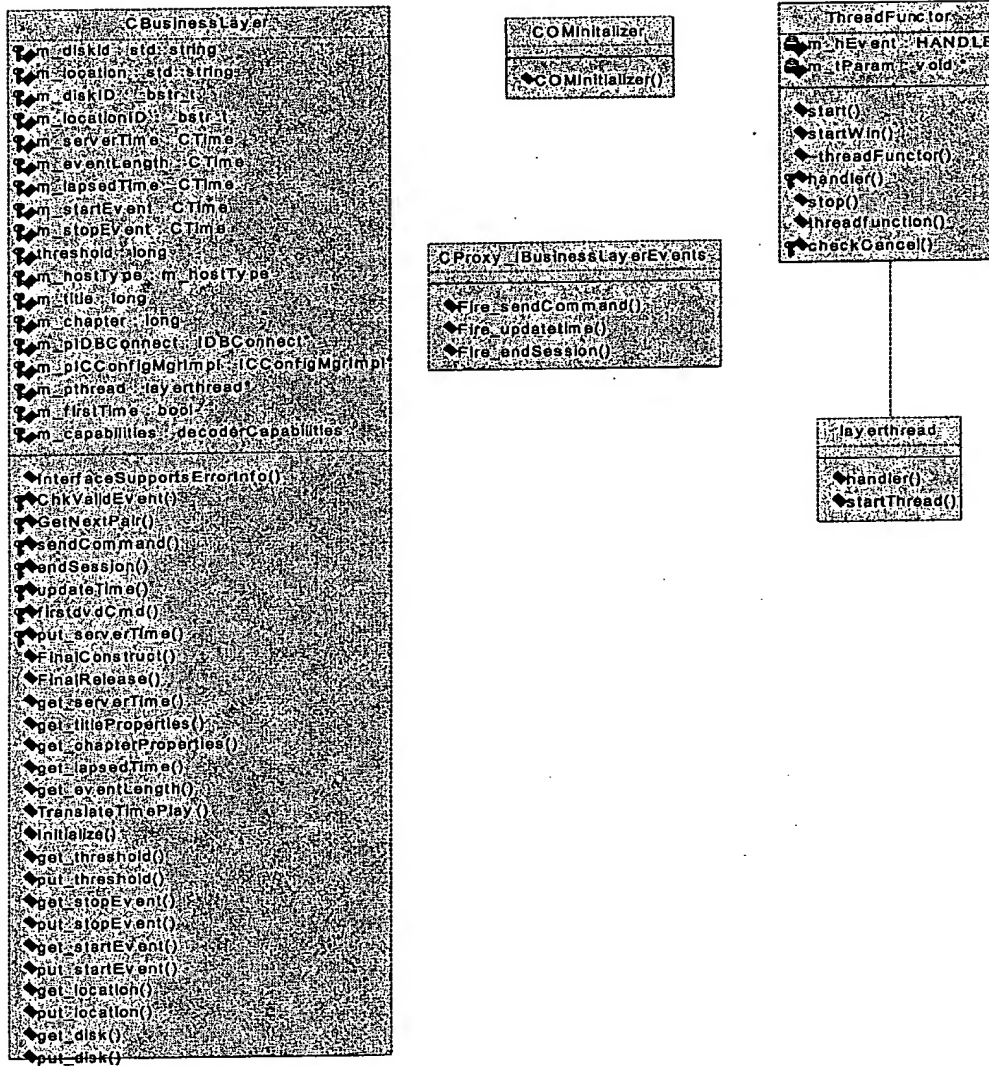 CBusinessLayer
m_diskId : std::string
m_location : std::string
m_diskID : _bstr_t
m_locationID : _bstr_t
m_serverTime : CTime
m_eventLength : CTime
m_lapsedTime : CTime
m_startEvent : CTime
m_stopEvent : CTime
threshold : long
m_hostType : m_hostType
m_title : long
m_chapter : long
m_pIDBConnect : IDBConnect*
m_pICConfigMgrImpl : ICConfigMgrImpl
m_pthread : layerthread*
m_firstTime : bool
m_capabilities : decoderCapabilities
InterfaceSupportsErrorInfo()
ChkValidEvent()
GetNextPair()
sendCommand()
endSession()
updateTime()
firstdvdCmd()
put_serverTime()
FinalConstruct()
FinalRelease()
get_serverTime()
get_titleProperties()
get_chapterProperties()
get_lapsedTime()
get_eventLength()
TranslateTimePlay()
Initialize()
get_threshold()
put_threshold()
get_stopEvent()
put_stopEvent()
get_startEvent()
put_startEvent()
get_location()
put_location()
get_disk()
put_disk()
COMInitalizer
COMInitializer()
CProxy_IBusinessLayerEvents
Fire_sendCommand()
Fire_updatetime()
Fire_endSession()
ThreadFunctor
m_hEvent : HANDLE
m_tParam : void *
start()
startWin()
~threadFunctor()
handler()
stop()
threadfunction()
checkCancel()
layerthread
handler()
startThread()